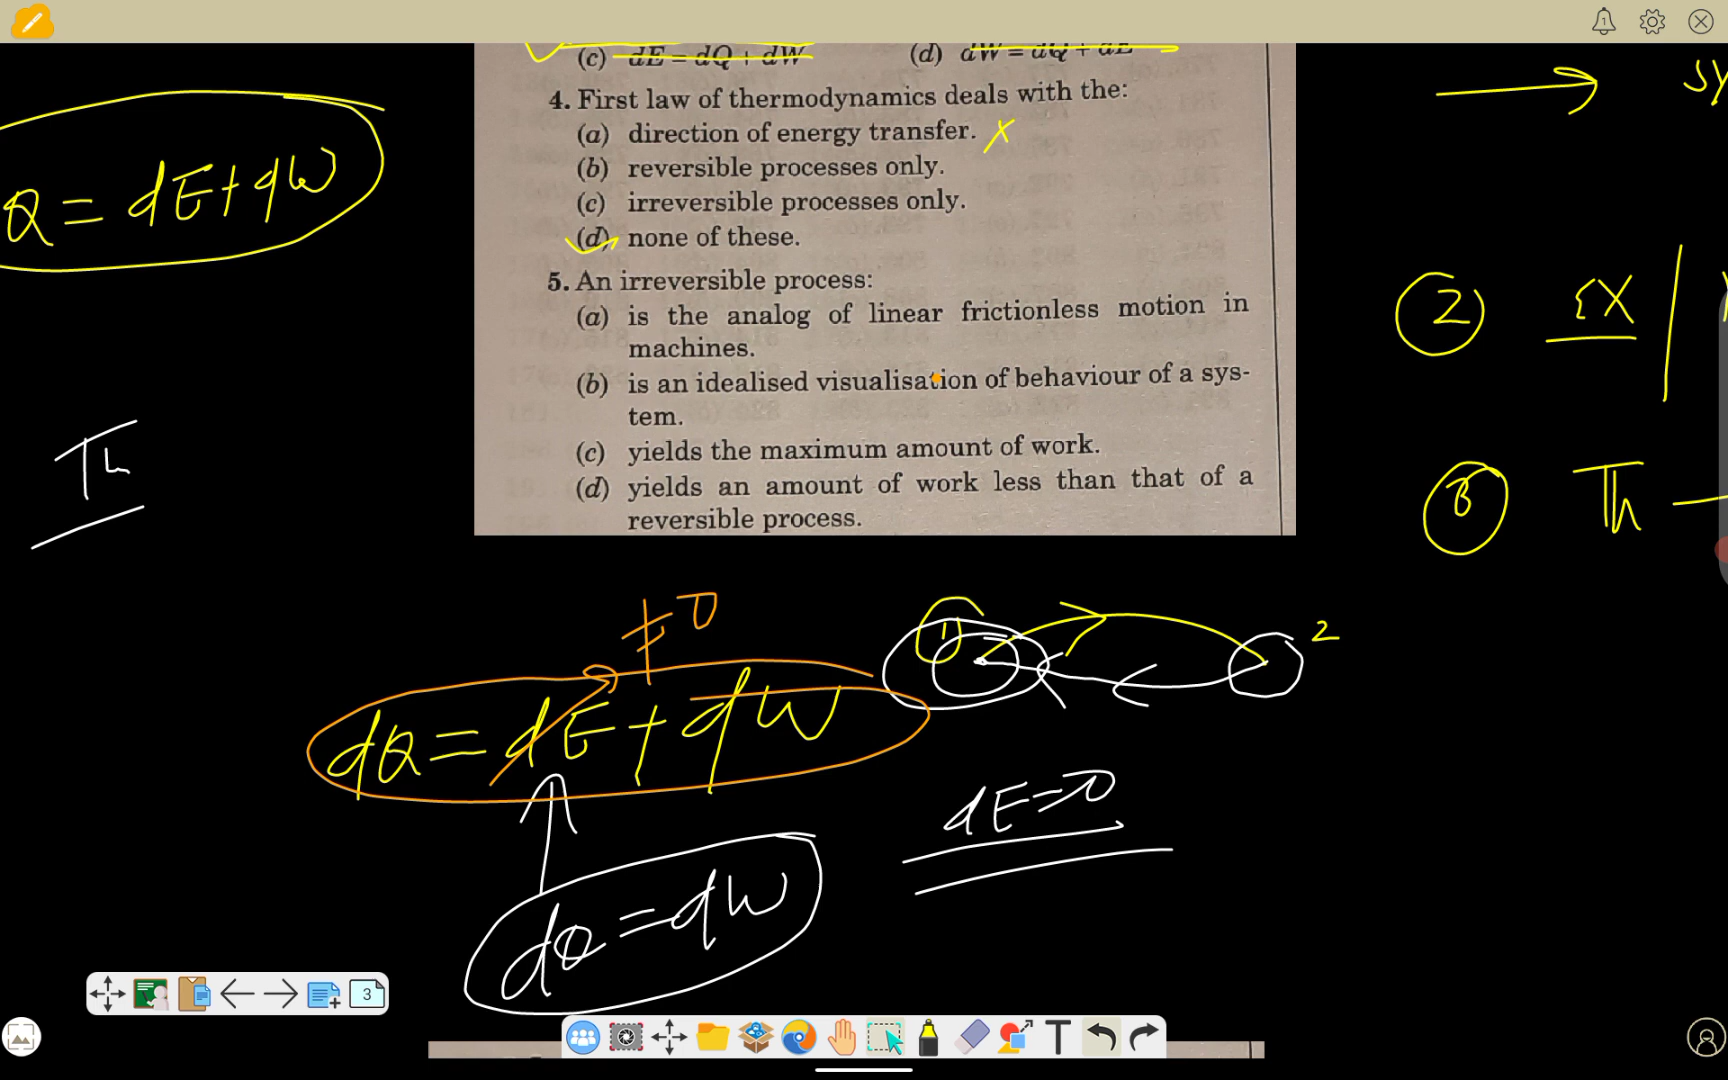 (c) dE = dQ + dW (d) dW = dQ + dE
4. First law of thermodynamics deals with the:
(a) direction of energy transfer. X
(b) reversible processes only.
(c) irreversible processes only.
(d) none of these.
5. An irreversible process:
(a) is the analog of linear frictionless motion in
machines.
(b) is an idealised visualisation of behaviour of a sys-
tem.
(c) yields the maximum amount of work.
(d) yields an amount of work less than that of a
reversible process.
Q = dE + dW
Th
sy
2
Th
≠ 0
dQ = dE + dW
1
2
dE = 0
dQ = dW
3
1
T